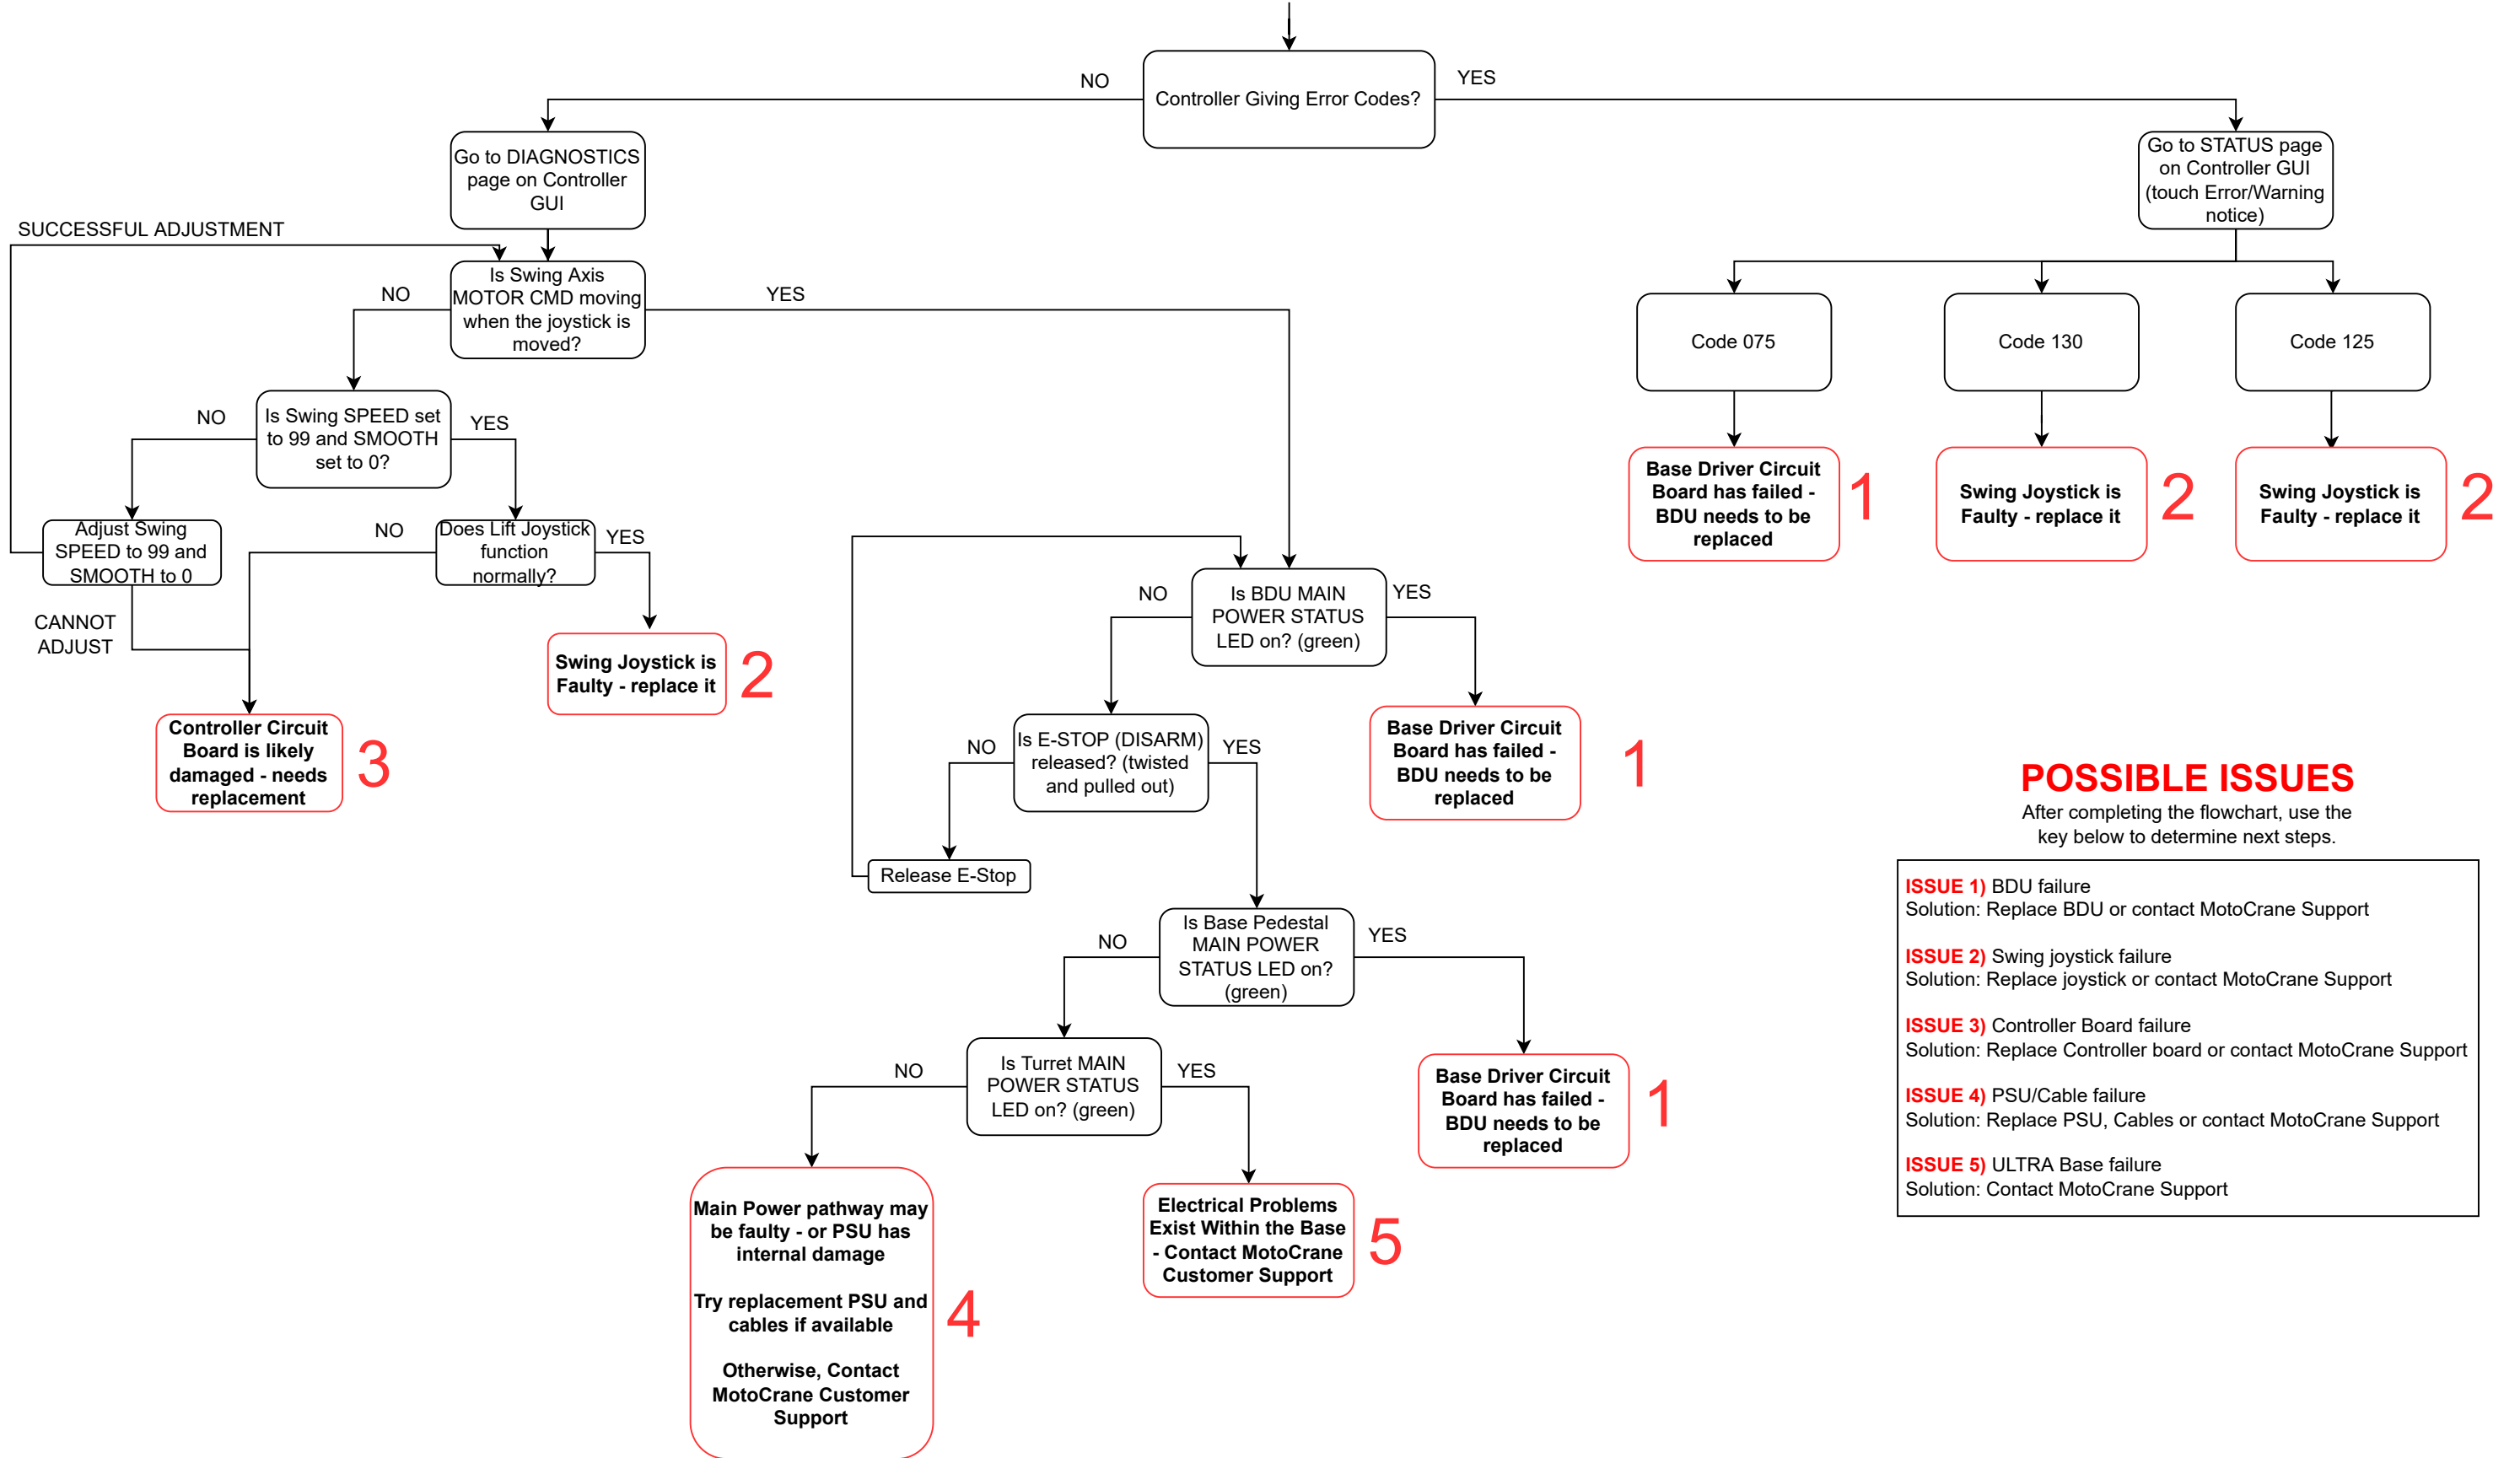 Controller Giving Error Codes?
NO
YES
Go to DIAGNOSTICS
page on Controller
GUI
Go to STATUS page
on Controller GUI
(touch Error/Warning
notice)
SUCCESSFUL ADJUSTMENT
Is Swing Axis
MOTOR CMD moving
when the joystick is
moved?
NO
YES
Code 075
Code 130
Code 125
Is Swing SPEED set
to 99 and SMOOTH
set to 0?
NO
YES
Base Driver Circuit
Board has failed -
BDU needs to be
replaced
1
Swing Joystick is
Faulty - replace it
2
Swing Joystick is
Faulty - replace it
2
Adjust Swing
SPEED to 99 and
SMOOTH to 0
NO
Does Lift Joystick
function
normally?
YES
CANNOT
ADJUST
NO
Is BDU MAIN
POWER STATUS
LED on? (green)
YES
Swing Joystick is
Faulty - replace it
2
Controller Circuit
Board is likely
damaged - needs
replacement
3
NO
Is E-STOP (DISARM)
released? (twisted
and pulled out)
YES
Base Driver Circuit
Board has failed -
BDU needs to be
replaced
1
Release E-Stop
NO
Is Base Pedestal
MAIN POWER
STATUS LED on?
(green)
YES
NO
Is Turret MAIN
POWER STATUS
LED on? (green)
YES
Base Driver Circuit
Board has failed -
BDU needs to be
replaced
1
Main Power pathway may
be faulty - or PSU has
internal damage
Try replacement PSU and
cables if available
Otherwise, Contact
MotoCrane Customer
Support
4
Electrical Problems
Exist Within the Base
- Contact MotoCrane
Customer Support
5
POSSIBLE ISSUES
After completing the flowchart, use the
key below to determine next steps.
ISSUE 1) BDU failure
Solution: Replace BDU or contact MotoCrane Support
ISSUE 2) Swing joystick failure
Solution: Replace joystick or contact MotoCrane Support
ISSUE 3) Controller Board failure
Solution: Replace Controller board or contact MotoCrane Support
ISSUE 4) PSU/Cable failure
Solution: Replace PSU, Cables or contact MotoCrane Support
ISSUE 5) ULTRA Base failure
Solution: Contact MotoCrane Support